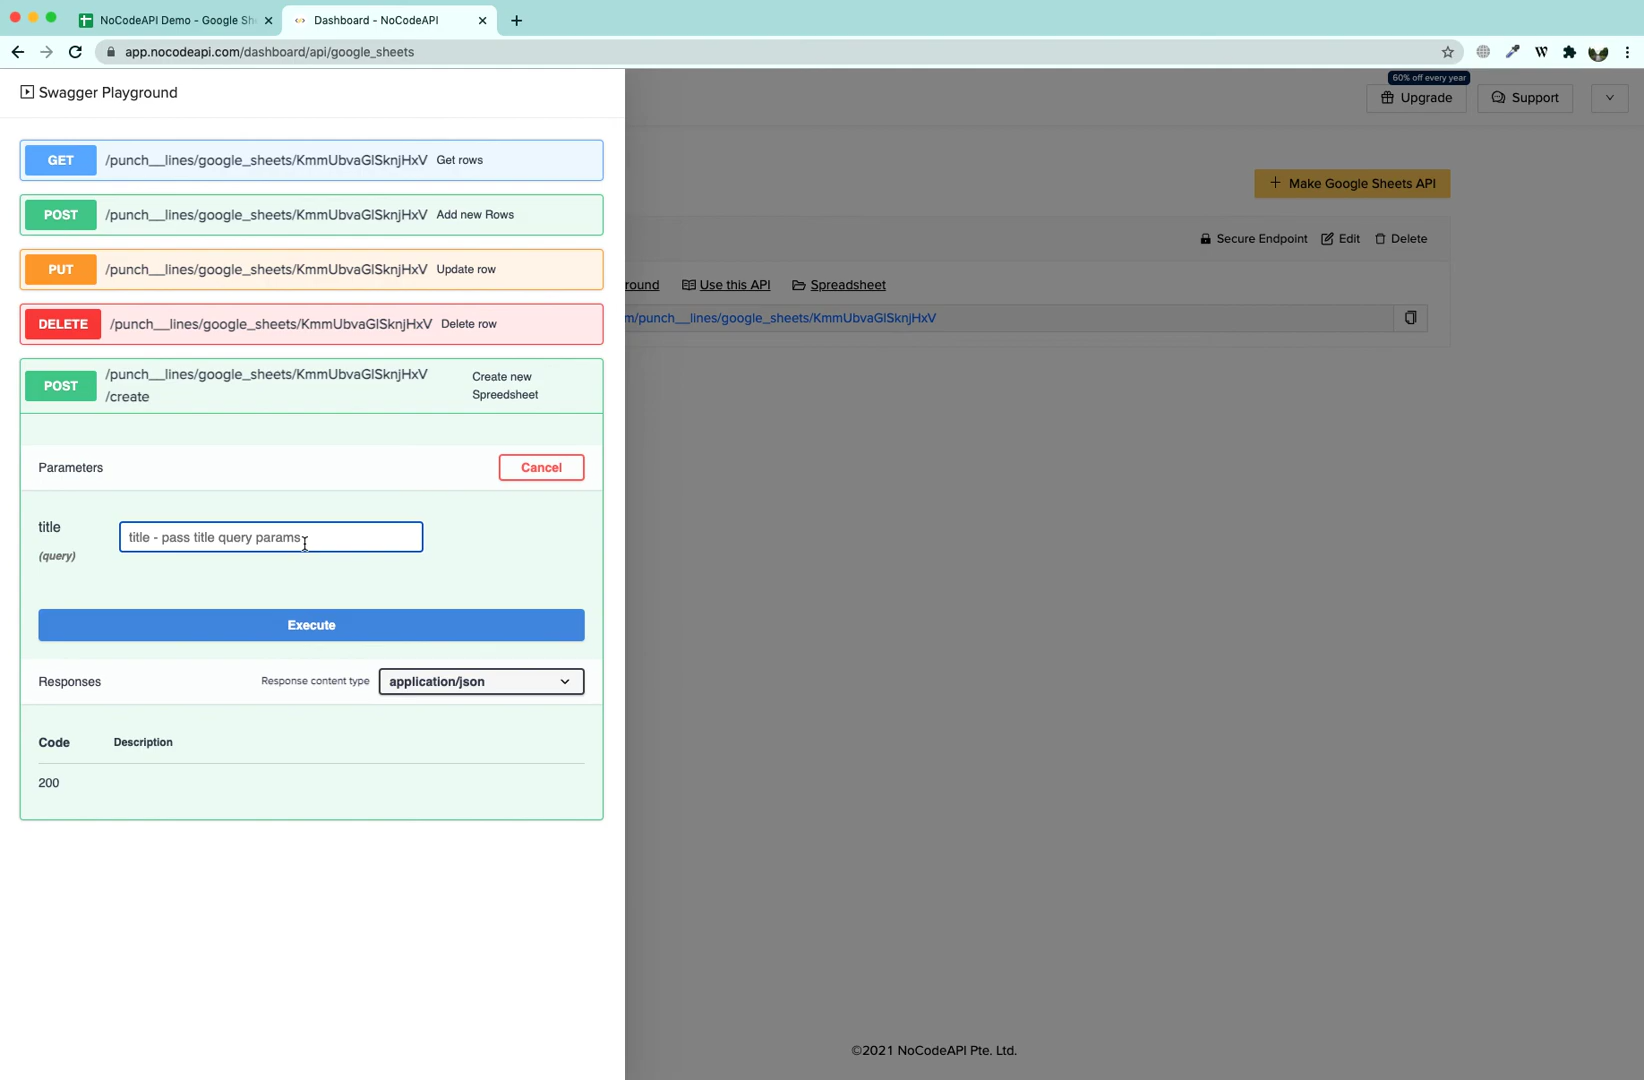 NoCodeAPI Demo - Google She
Dashboard - NoCodeAPI
app.nocodeapi.com/dashboard/api/google_sheets
Swagger Playground
60% off every year
Upgrade
Support
GET /punch__lines/google_sheets/KmmUbvaGlSknjHxV Get rows
POST /punch__lines/google_sheets/KmmUbvaGlSknjHxV Add new Rows
PUT /punch__lines/google_sheets/KmmUbvaGlSknjHxV Update row
DELETE /punch__lines/google_sheets/KmmUbvaGlSknjHxV Delete row
POST /punch__lines/google_sheets/KmmUbvaGlSknjHxV
/create
Create new
Spreedsheet
Parameters
Cancel
title
(query)
title - pass title query params
Execute
Responses
Response content type
application/json
Code Description
200
+ Make Google Sheets API
Secure Endpoint Edit Delete
round Use this API Spreadsheet
m/punch__lines/google_sheets/KmmUbvaGlSknjHxV
©2021 NoCodeAPI Pte. Ltd.